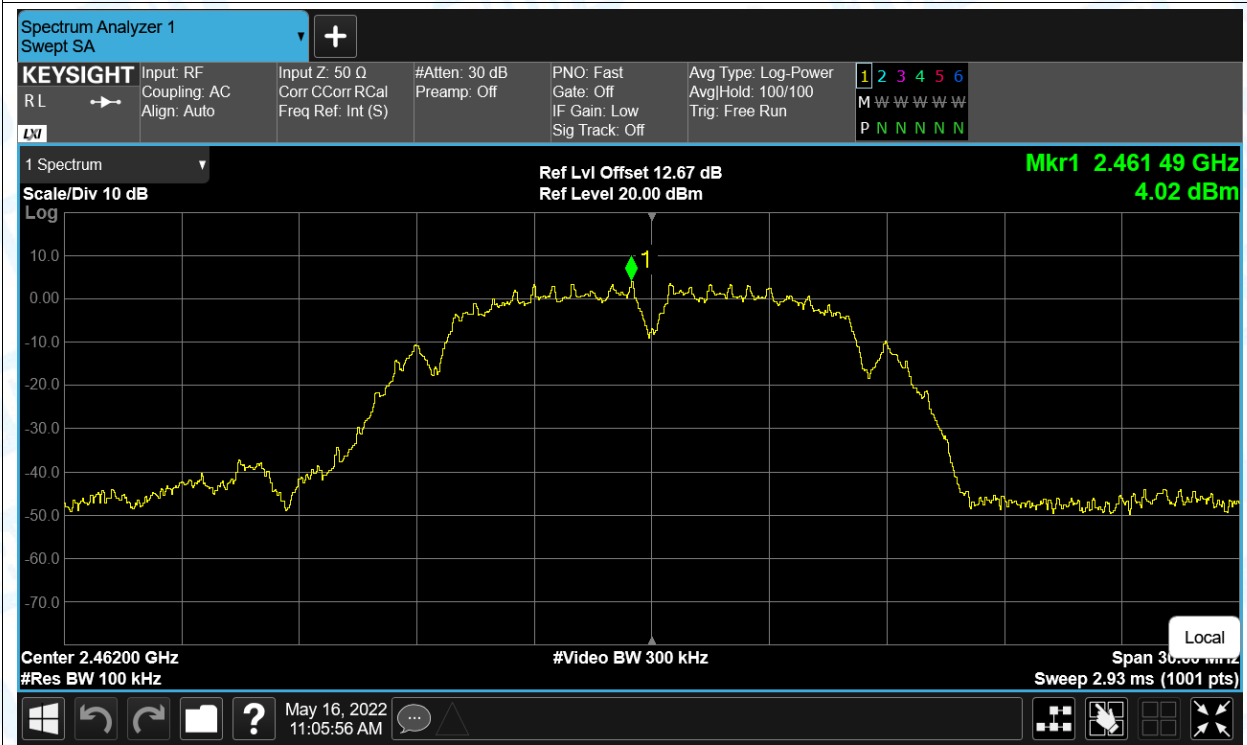 Spectrum Analyzer 1
Swept SA
+
KEYSIGHT
R L
LXI
Input: RF
Coupling: AC
Align: Auto
Input Z: 50 Ω
Corr CCorr RCal
Freq Ref: Int (S)
#Atten: 30 dB
Preamp: Off
PNO: Fast
Gate: Off
IF Gain: Low
Sig Track: Off
Avg Type: Log-Power
Avg|Hold: 100/100
Trig: Free Run
1 2 3 4 5 6
M W W W W W
P N N N N N
1 Spectrum
Scale/Div 10 dB
Log
Ref Lvl Offset 12.67 dB
Ref Level 20.00 dBm
Mkr1 2.461 49 GHz
4.02 dBm
1
10.0
0.00
-10.0
-20.0
-30.0
-40.0
-50.0
-60.0
-70.0
Local
Center 2.46200 GHz
#Video BW 300 kHz
Span 30.00 MHz
#Res BW 100 kHz
Sweep 2.93 ms (1001 pts)
?
May 16, 2022
11:05:56 AM